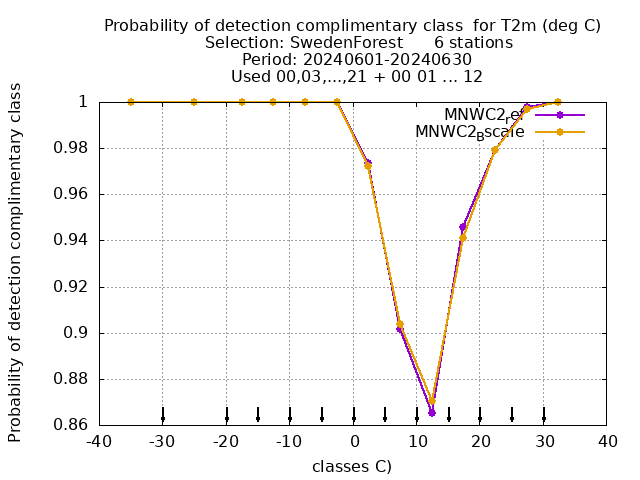 Probability of detection complimentary class for T2m (deg C)
Selection: SwedenForest 6 stations
Period: 20240601-20240630
Used 00,03,...,21 + 00 01 ... 12
Probability of detection complimentary class
1
0.98
0.96
0.94
0.92
0.9
0.88
0.86
MNWC2ref
MNWC2Bscale
-40 -30 -20 -10 0 10 20 30 40
classes C)